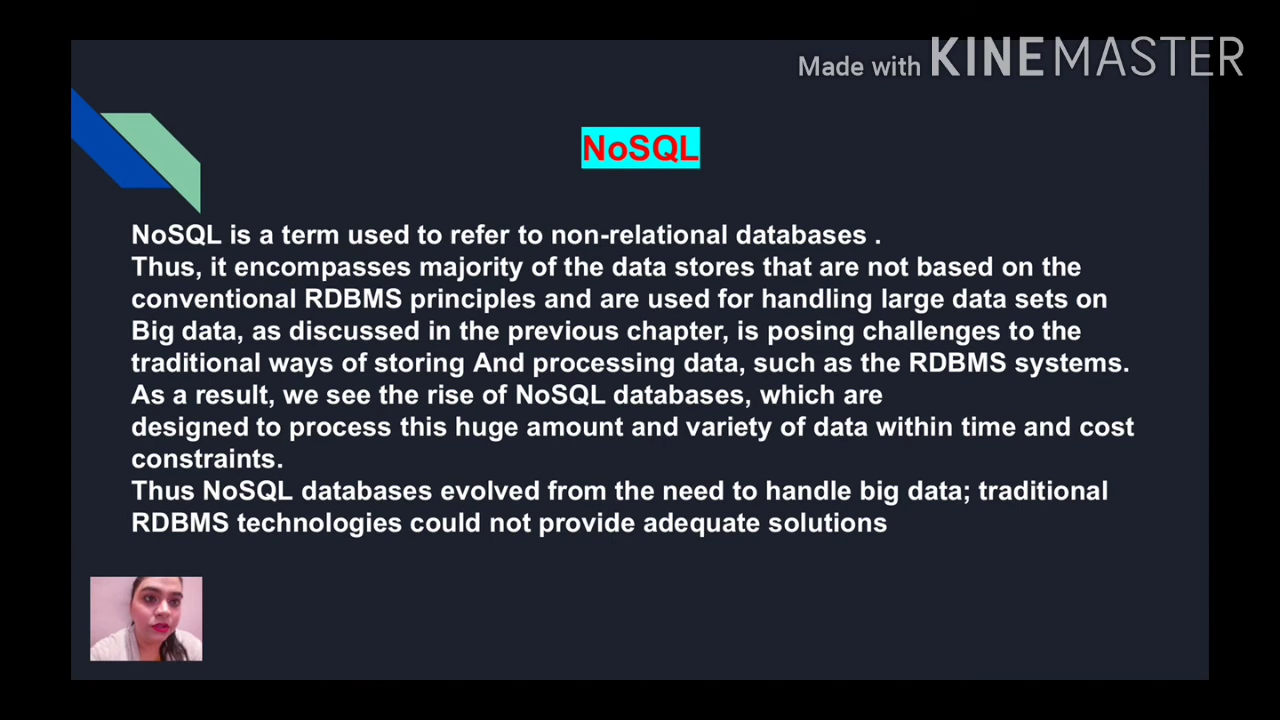 Made with KINEMASTER
NoSQL
NoSQL is a term used to refer to non-relational databases .
Thus, it encompasses majority of the data stores that are not based on the
conventional RDBMS principles and are used for handling large data sets on
Big data, as discussed in the previous chapter, is posing challenges to the
traditional ways of storing And processing data, such as the RDBMS systems.
As a result, we see the rise of NoSQL databases, which are
designed to process this huge amount and variety of data within time and cost
constraints.
Thus NoSQL databases evolved from the need to handle big data; traditional
RDBMS technologies could not provide adequate solutions